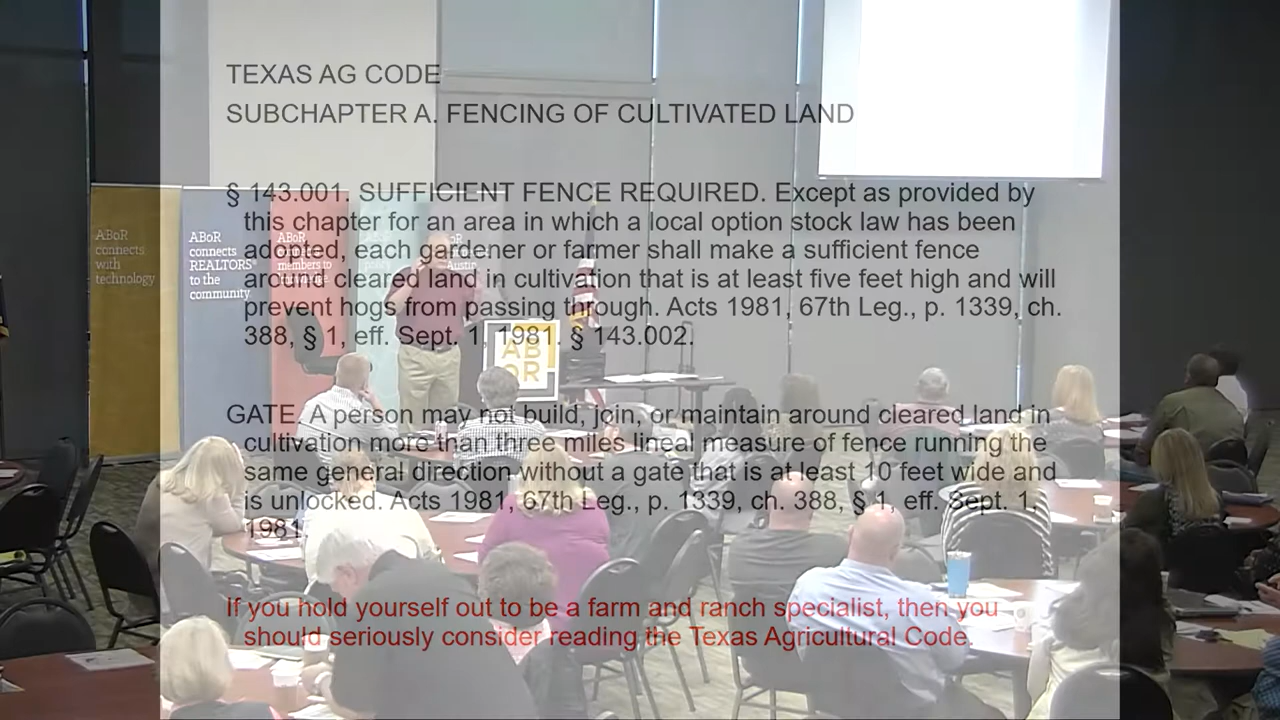 TEXAS AG CODE
SUBCHAPTER A. FENCING OF CULTIVATED LAND
§ 143.001. SUFFICIENT FENCE REQUIRED. Except as provided by
this chapter for an area in which a local option stock law has been
adopted, each gardener or farmer shall make a sufficient fence
around cleared land in cultivation that is at least five feet high and will
prevent hogs from passing through. Acts 1981, 67th Leg., p. 1339, ch.
388, § 1, eff. Sept. 1, 1981. § 143.002.
GATE. A person may not build, join, or maintain around cleared land in
cultivation more than three miles lineal measure of fence running the
same general direction without a gate that is at least 10 feet wide and
is unlocked. Acts 1981, 67th Leg., p. 1339, ch. 388, § 1, eff. Sept. 1,
1981.
If you hold yourself out to be a farm and ranch specialist, then you
should seriously consider reading the Texas Agricultural Code.
ABoR
connects
with
technology
ABoR
connects
REALTORS
to the
community
ABoR
connects
members to
Austin
AB
OR